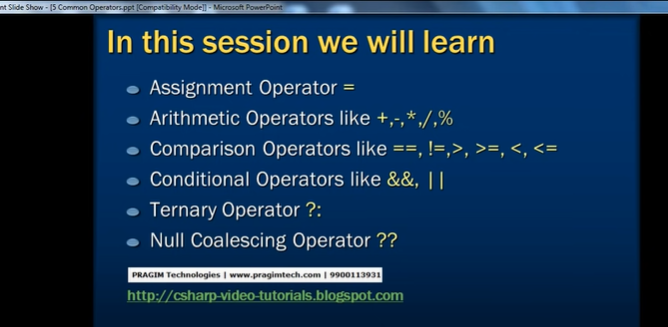 nt Slide Show - [5 Common Operators.ppt [Compatibility Mode]] - Microsoft PowerPoint
In this session we will learn
Assignment Operator =
Arithmetic Operators like +,-,*,/,%
Comparison Operators like ==, !=,>, >=, <, <=
Conditional Operators like &&, ||
Ternary Operator ?:
Null Coalescing Operator ??
PRAGIM Technologies | www.pragimtech.com | 9900113931
http://csharp-video-tutorials.blogspot.com